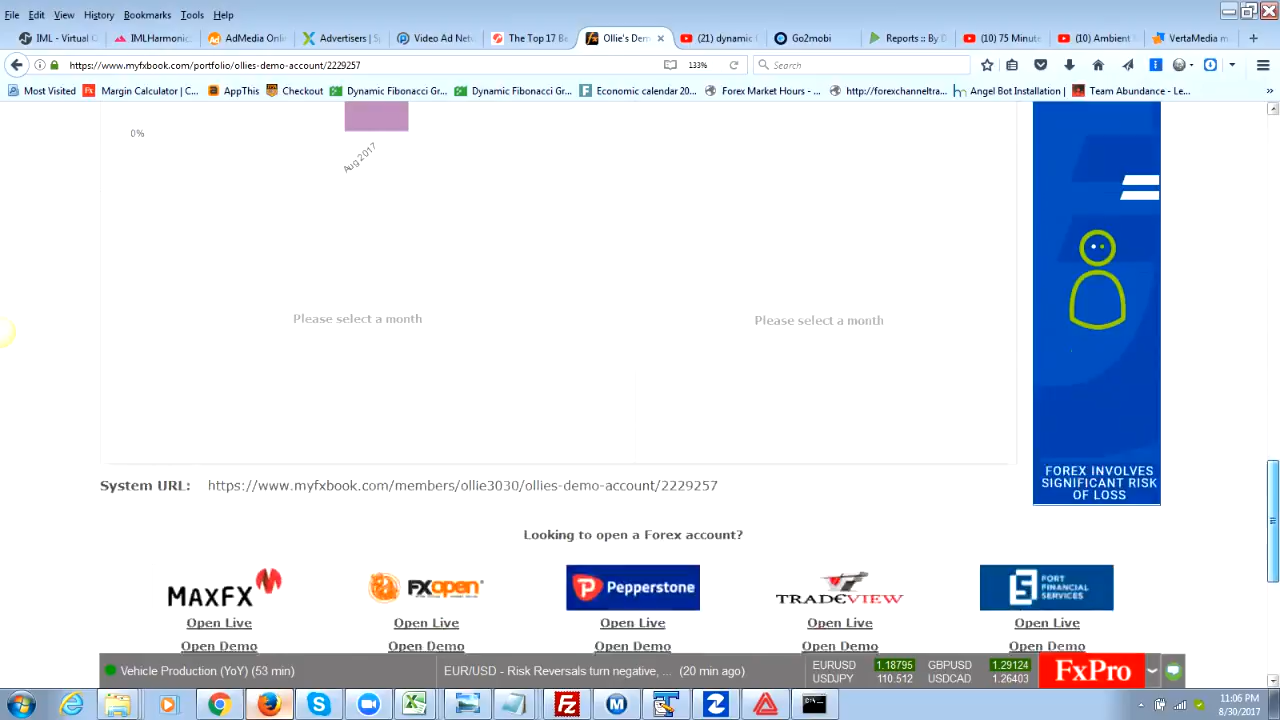 File Edit View History Bookmarks Tools Help
IML - Virtual C
IMLHarmonic
AdMedia Onli
Advertisers | S
Video Ad Net
The Top 17 Be
Ollie's Dem
(21) dynamic
Go2mobi
Reports :: By D
(10) 75 Minute
(10) Ambient
VertaMedia m
https://www.myfxbook.com/portfolio/ollies-demo-account/2229257
133%
Search
Most Visited
Margin Calculator | C...
AppThis
Checkout
Dynamic Fibonacci Gr...
Dynamic Fibonacci Gr...
Economic calendar 20...
Forex Market Hours - ...
http://forexchanneltra...
Angel Bot Installation |
Team Abundance - Le...
0%
Aug 2017
Please select a month
Please select a month
FOREX INVOLVES
SIGNIFICANT RISK
OF LOSS
System URL: https://www.myfxbook.com/members/ollie3030/ollies-demo-account/2229257
Looking to open a Forex account?
MAXFX
FXOPEN
Pepperstone
TRADEVIEW
FORT
FINANCIAL
SERVICES
Open Live
Open Live
Open Live
Open Live
Open Live
Open Demo
Open Demo
Open Demo
Open Demo
Open Demo
Vehicle Production (YoY) (53 min)
EUR/USD - Risk Reversals turn negative, ... (20 min ago)
EURUSD 1.18795 GBPUSD 1.29124
USDJPY 110.512 USDCAD 1.26403
FxPro
11:06 PM
8/30/2017